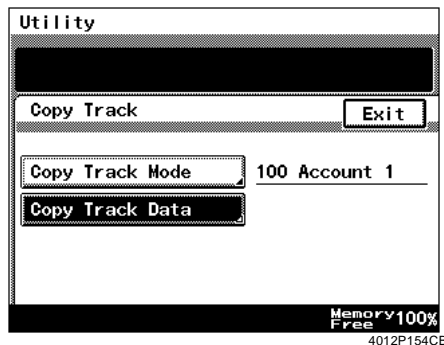 Utility
Copy Track
Exit
Copy Track Mode
100 Account 1
Copy Track Data
Memory Free 100%
4012P154CE